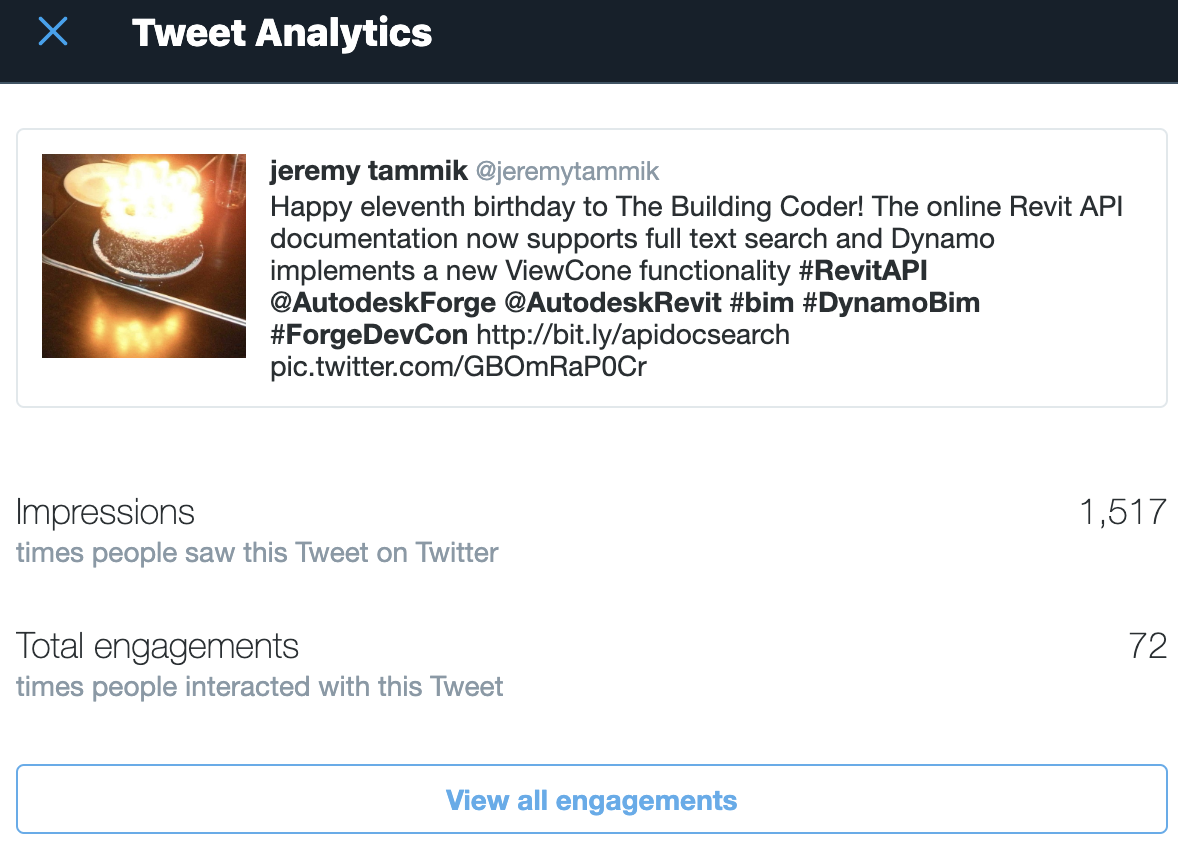 Tweet Analytics
jeremy tammik @jeremytammik
Happy eleventh birthday to The Building Coder! The online Revit API
documentation now supports full text search and Dynamo
implements a new ViewCone functionality #RevitAPI
@AutodeskForge @AutodeskRevit #bim #DynamoBim
#ForgeDevCon http://bit.ly/apidocsearch
pic.twitter.com/GBOmRaP0Cr
Impressions 1,517
times people saw this Tweet on Twitter
Total engagements 72
times people interacted with this Tweet
View all engagements